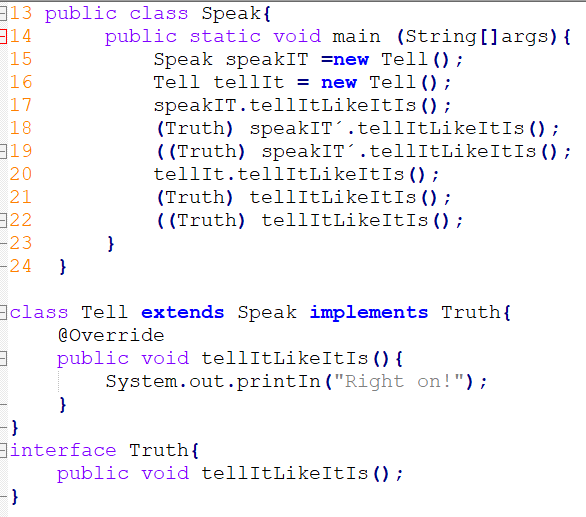 13 public class Speak{
14 public static void main (String[]args){
15 Speak speakIT =new Tell();
16 Tell tellIt = new Tell();
17 speakIT.tellItLikeItIs();
18 (Truth) speakIT´.tellItLikeItIs();
19 ((Truth) speakIT´.tellItLikeItIs();
20 tellIt.tellItLikeItIs();
21 (Truth) tellItLikeItIs();
22 ((Truth) tellItLikeItIs();
23 }
24 }
class Tell extends Speak implements Truth{
@Override
public void tellItLikeItIs(){
System.out.printIn("Right on!");
}
}
interface Truth{
public void tellItLikeItIs();
}